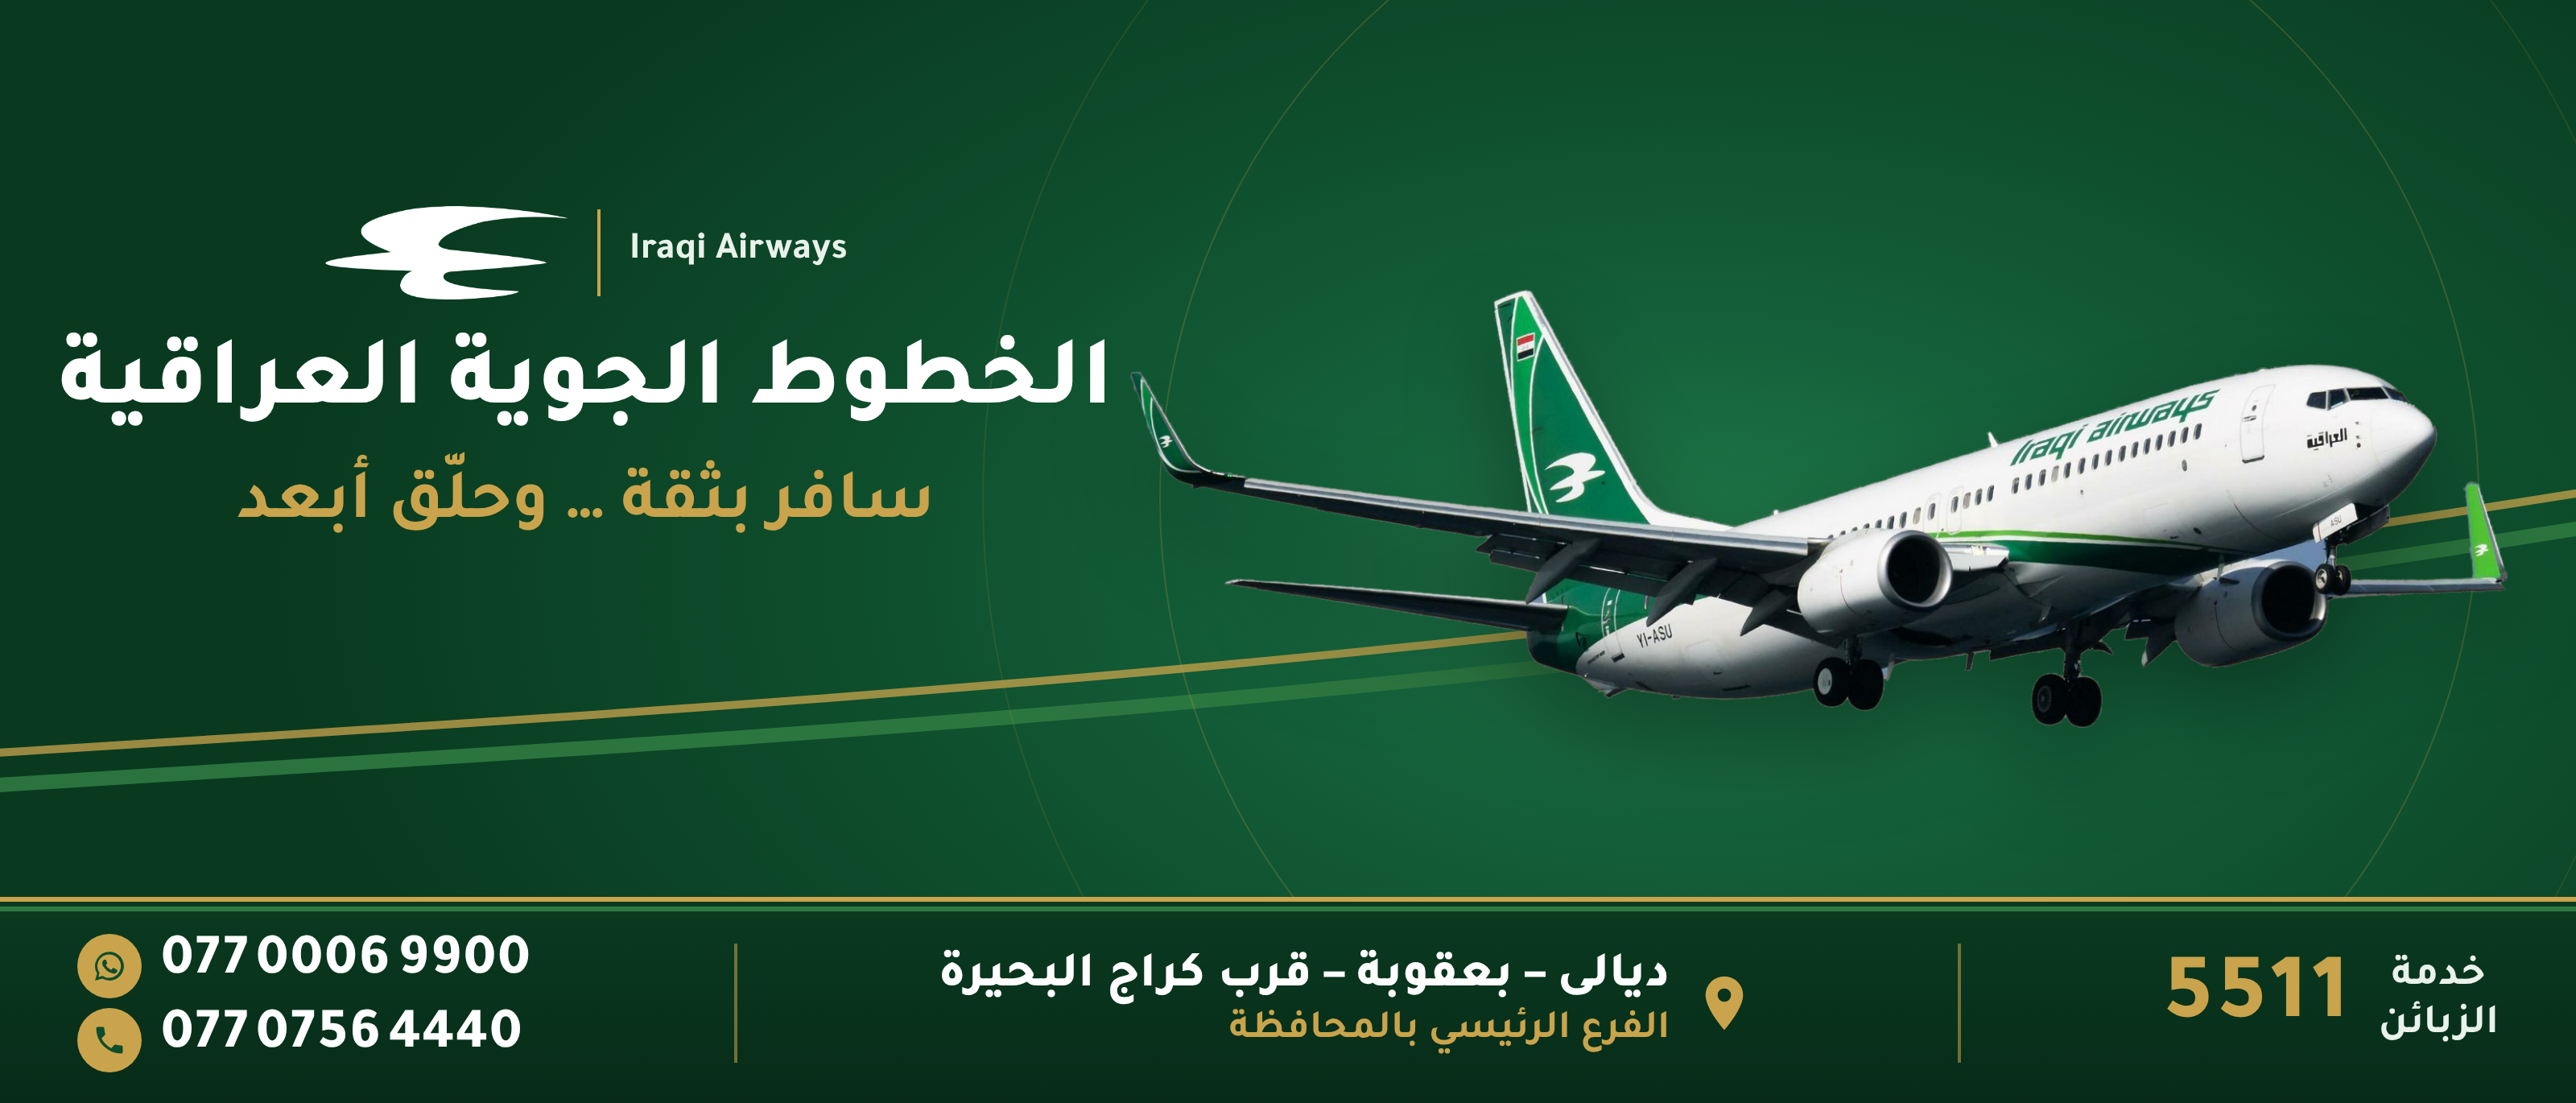 Iraqi Airways
الخطوط الجوية العراقية
سافر بثقة ... وحلّق أبعد
Iraqi airways
العراقية
ASU
YI-ASU
خدمة
الزبائن
5511
ديالى – بعقوبة – قرب كراج البحيرة
الفرع الرئيسي بالمحافظة
077 0006 9900
077 0756 4440